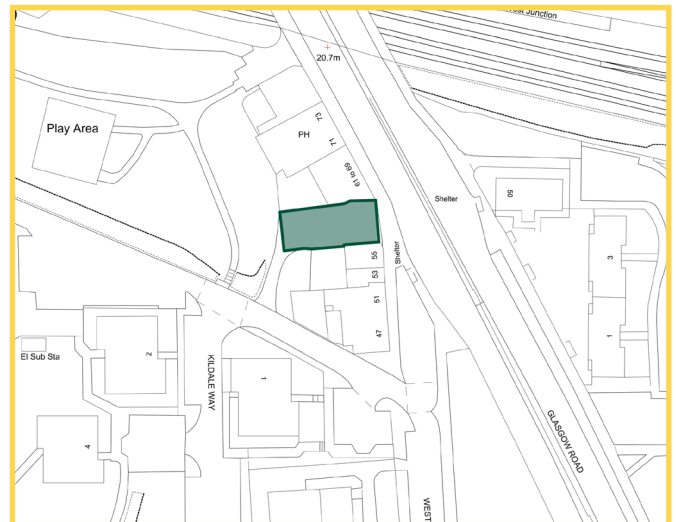 Junction
20.7m
Play Area
PH
73
71
61 to 69
Shelter
50
Shelter
55
53
51
47
3
1
El Sub Sta
2
KILDALE WAY
1
4
GLASGOW ROAD
WEST